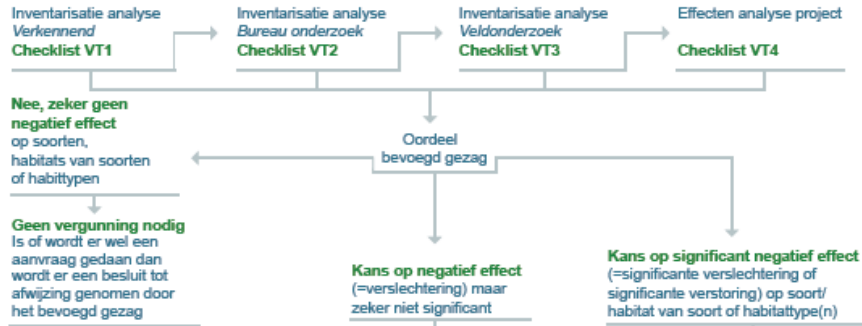 Inventarisatie analyse
Verkennend
Checklist VT1
Inventarisatie analyse
Bureau onderzoek
Checklist VT2
Inventarisatie analyse
Veldonderzoek
Checklist VT3
Effecten analyse project
Checklist VT4
Nee, zeker geen
negatief effect
op soorten,
habitats van soorten
of habittypen
Oordeel
bevoegd gezag
Geen vergunning nodig
Is of wordt er wel een
aanvraag gedaan dan
wordt er een besluit tot
afwijzing genomen door
het bevoegd gezag
Kans op negatief effect
(=verslechtering) maar
zeker niet significant
Kans op significant negatief effect
(=significante verslechtering of
significante verstoring) op soort/
habitat van soort of habitattype(n)